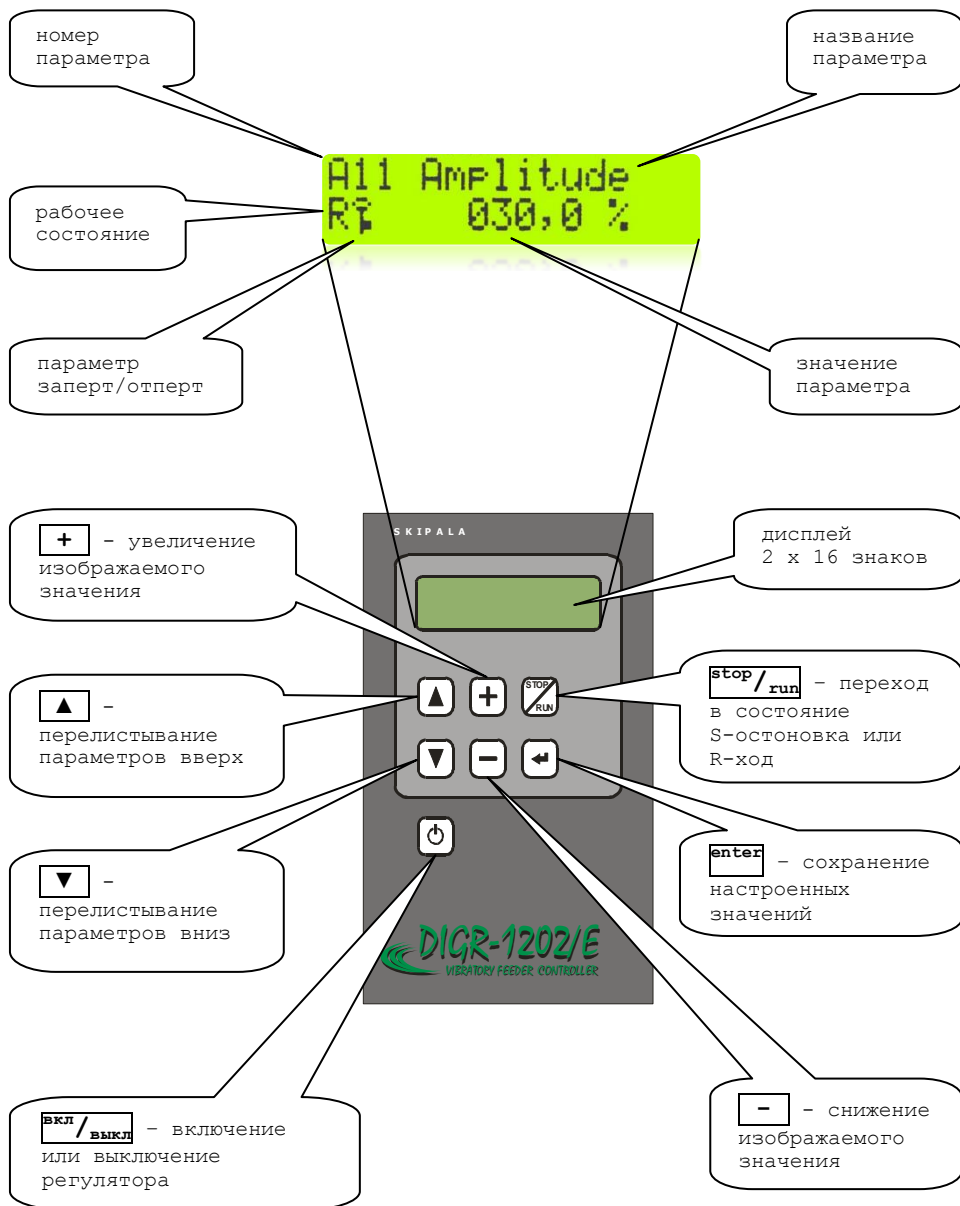 номер
параметра
название
параметра
A11 Amplitude
R 030,0 %
рабочее
состояние
параметр
заперт/отперт
значение
параметра
+ - увеличение
изображаемого
значения
SKIPALA
дисплей
2 x 16 знаков
STOP
RUN
▲ -
перелистывание
параметров вверх
stop/run - переход
в состояние
S-остоновка или
R-ход
▼ -
перелистывание
параметров вниз
enter - сохранение
настроенных
значений
DIGR-1202/E
VIBRATORY FEEDER CONTROLLER
вкл/выкл - включение
или выключение
регулятора
- - снижение
изображаемого
значения